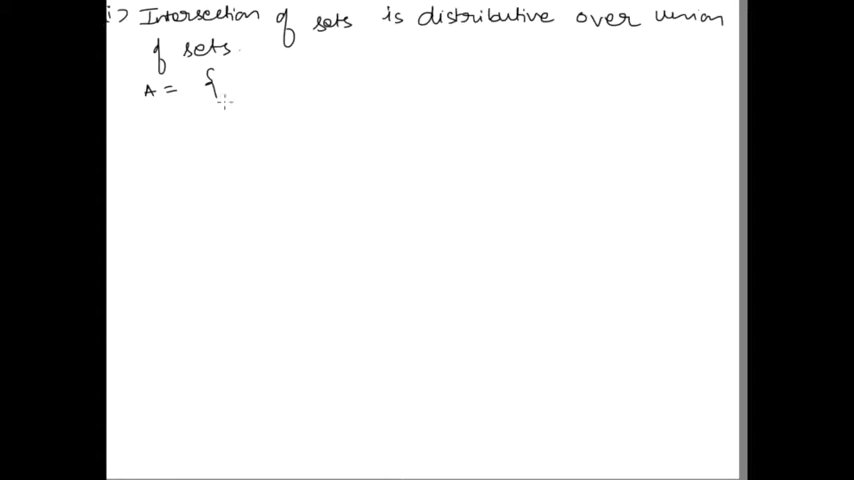 i) Intersection of sets is distributive over union
of sets.
A = {